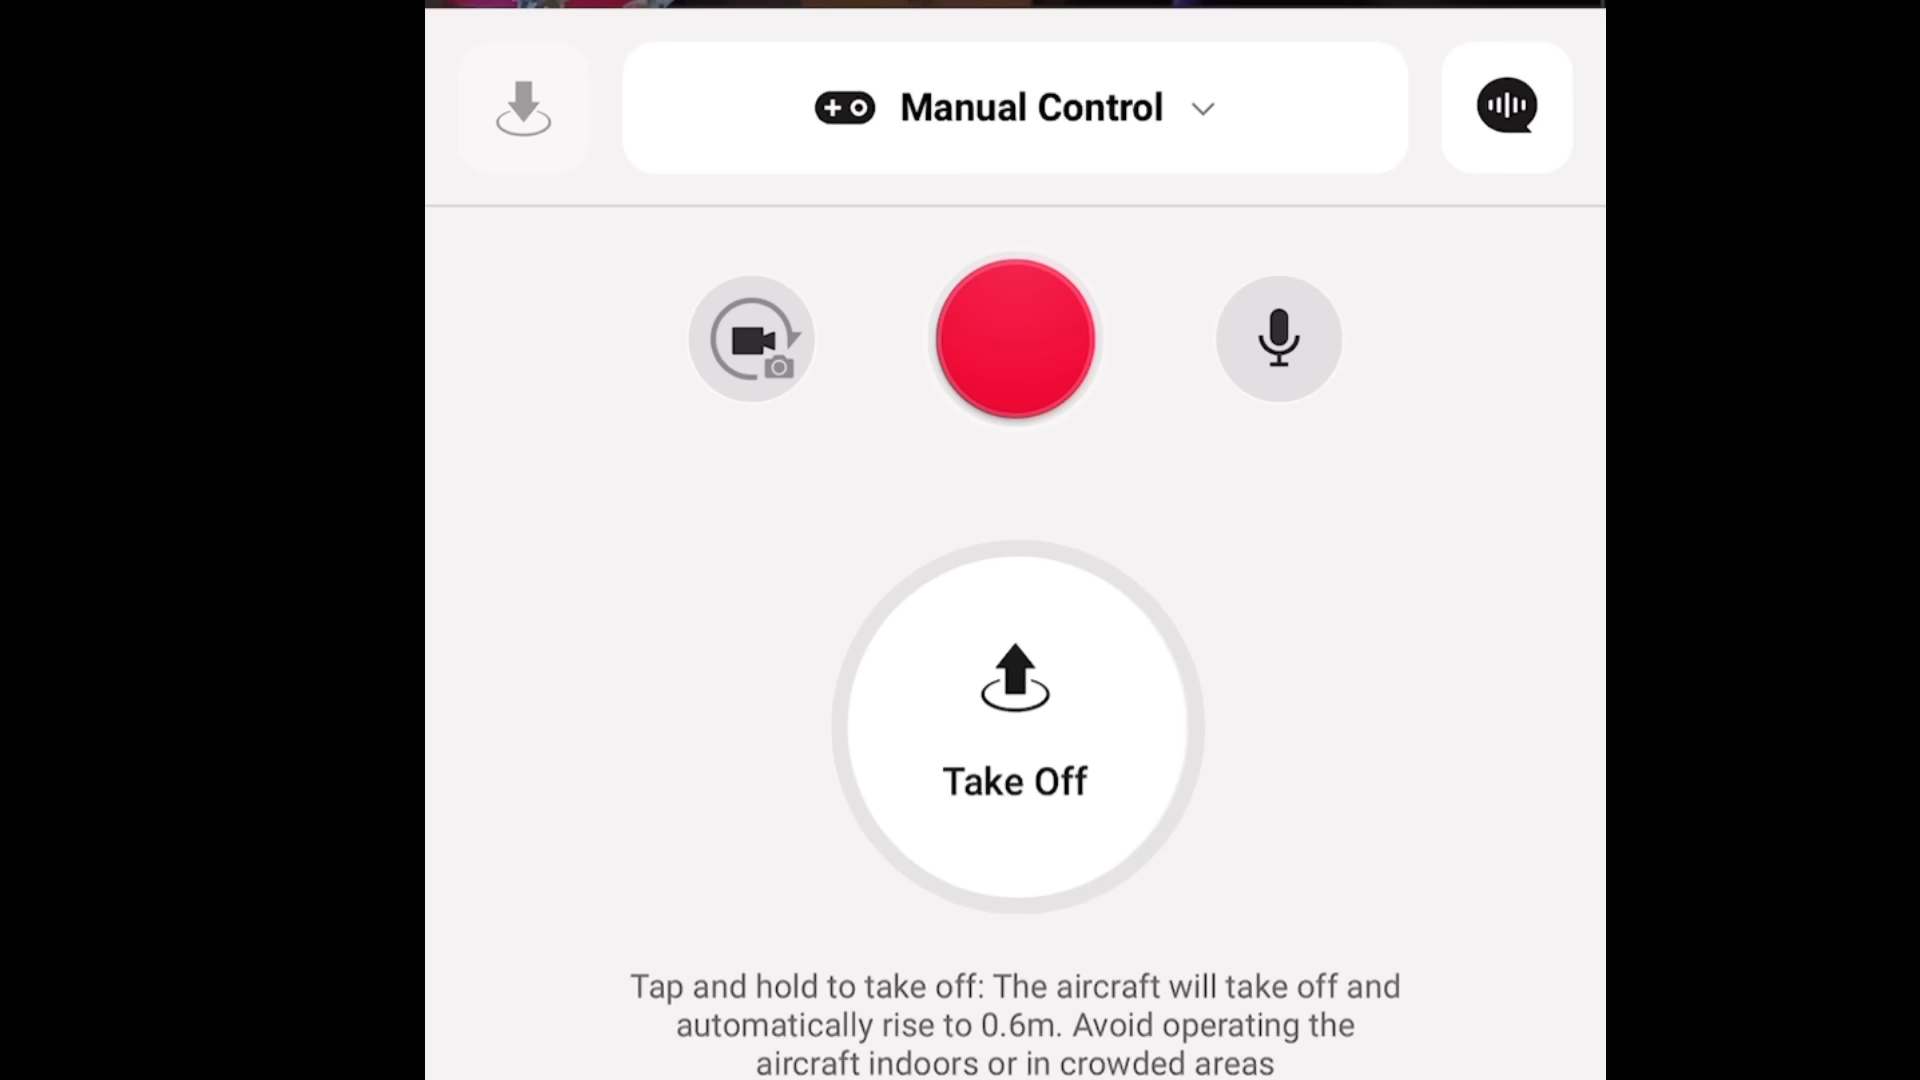 Manual Control
Take Off
Tap and hold to take off: The aircraft will take off and
automatically rise to 0.6m. Avoid operating the
aircraft indoors or in crowded areas